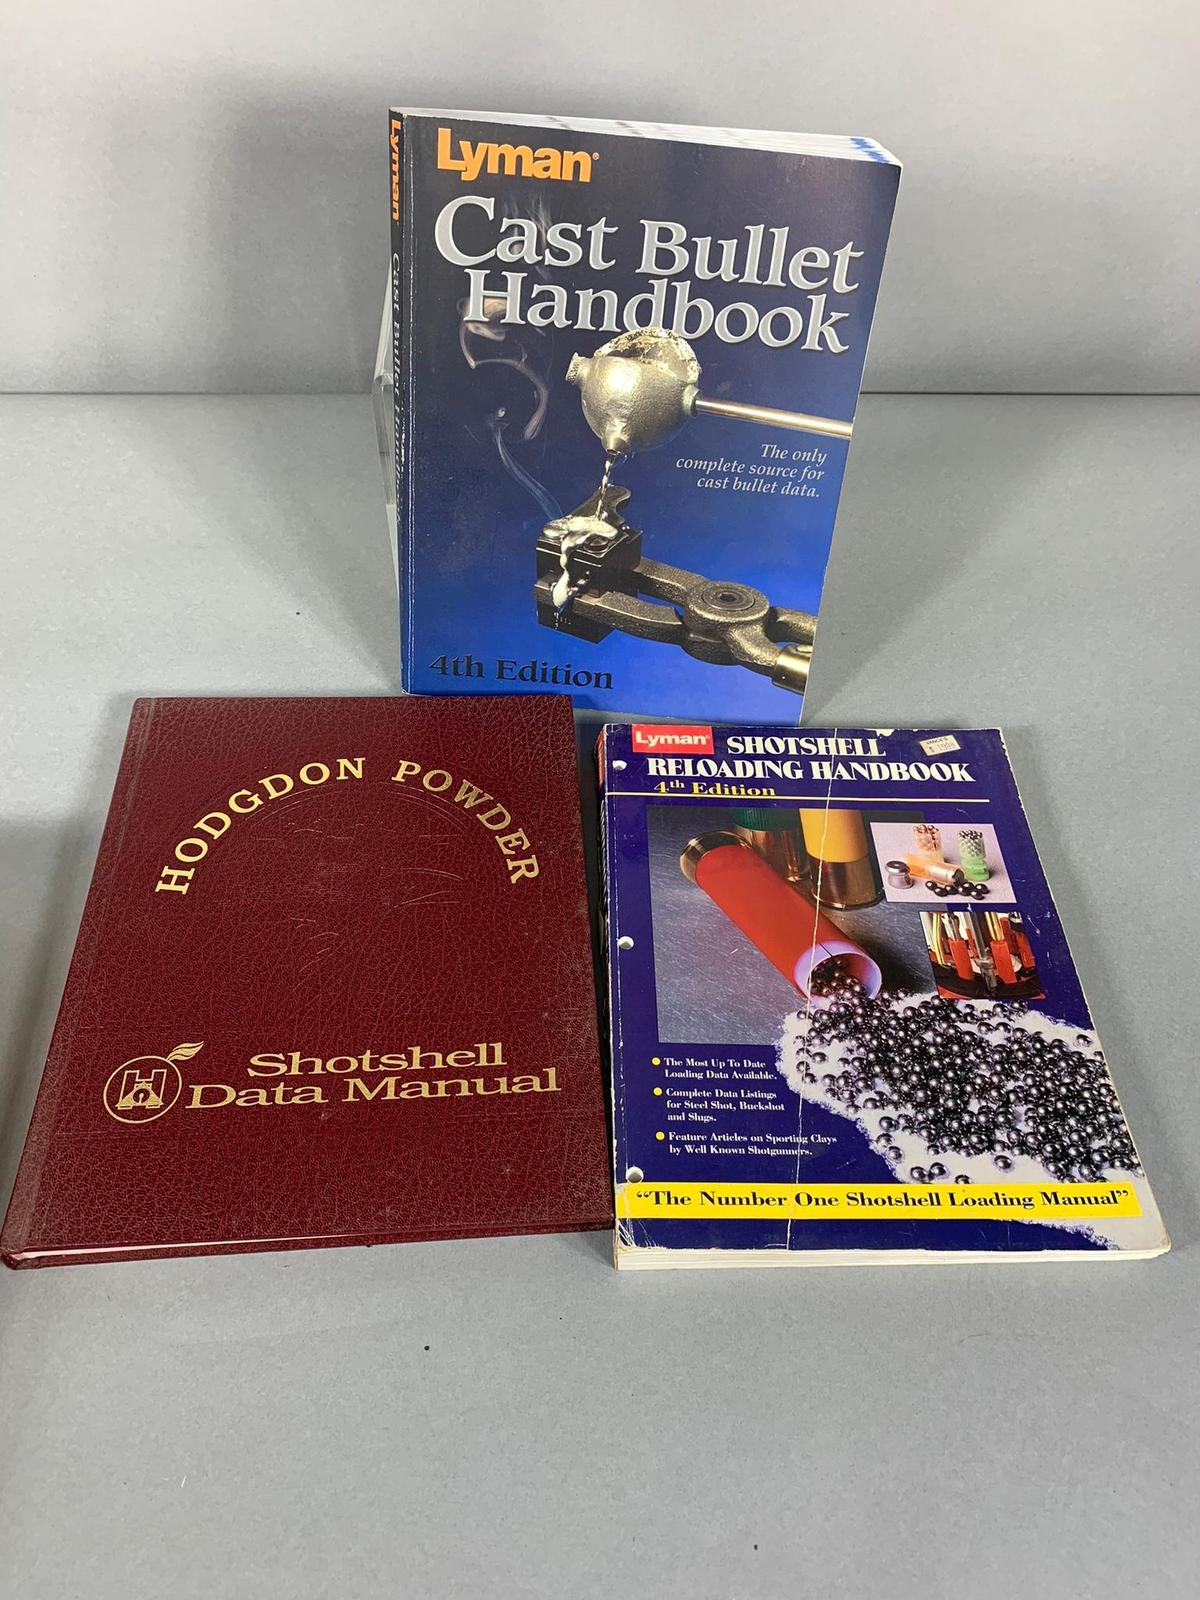 Lyman
Cast Bullet Handbook
Lyman®
Cast Bullet
Handbook
The only
complete source for
cast bullet data.
4th Edition
HODGDON POWDER
Shotshell
Data Manual
Lyman®
SHOTSHELL
RELOADING HANDBOOK
4th Edition
The Most Up To Date
Loading Data Available.
Complete Data Listings
for Steel Shot, Buckshot
and Slugs.
Feature Articles on Sporting Clays
by Well Known Shotgunners.
“The Number One Shotshell Loading Manual”